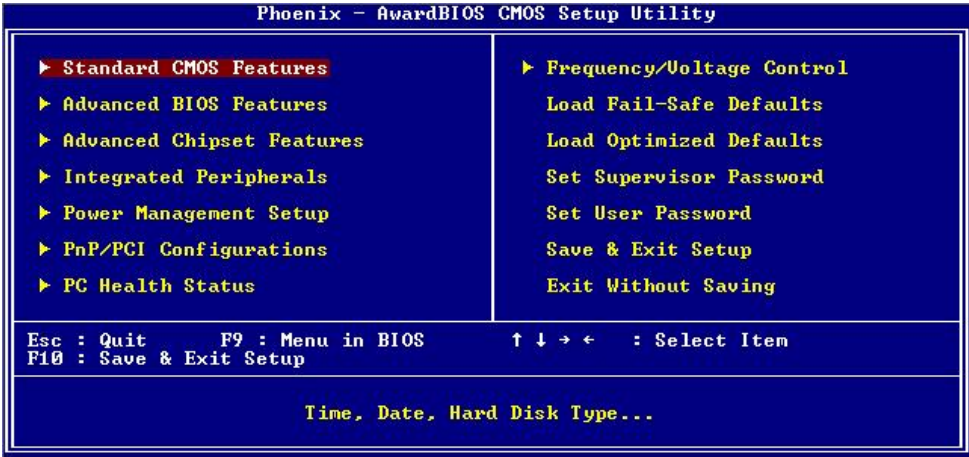 Phoenix - AwardBIOS CMOS Setup Utility
▶ Standard CMOS Features
▶ Advanced BIOS Features
▶ Advanced Chipset Features
▶ Integrated Peripherals
▶ Power Management Setup
▶ PnP/PCI Configurations
▶ PC Health Status
▶ Frequency/Voltage Control
Load Fail-Safe Defaults
Load Optimized Defaults
Set Supervisor Password
Set User Password
Save & Exit Setup
Exit Without Saving
Esc : Quit F9 : Menu in BIOS ↑ ↓ → ← : Select Item
F10 : Save & Exit Setup
Time, Date, Hard Disk Type...